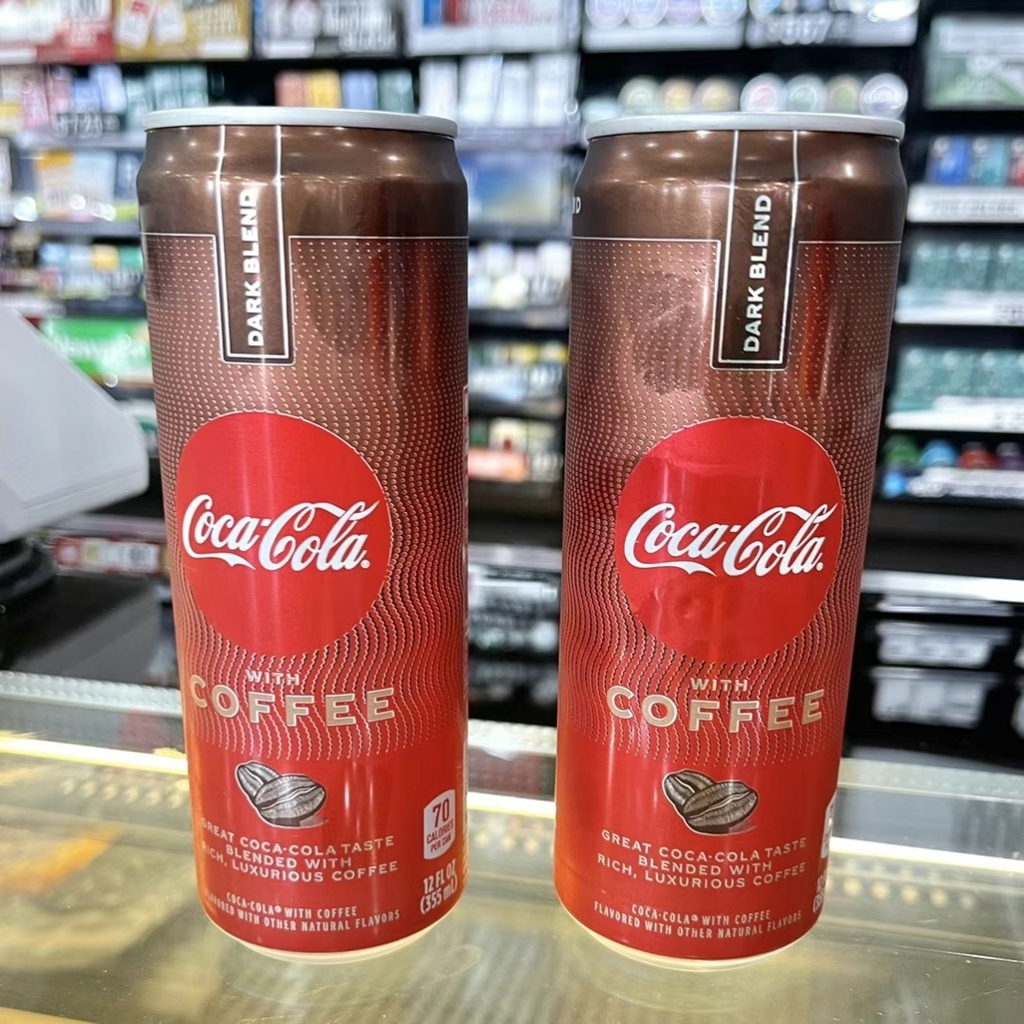 DARK BLEND
Coca-Cola
WITH
COFFEE
70
CALORIES
PER CAN
GREAT COCA-COLA TASTE
BLENDED WITH
RICH, LUXURIOUS COFFEE
12 FL OZ
(355 mL)
COCA-COLA® WITH COFFEE
FLAVORED WITH OTHER NATURAL FLAVORS
DARK BLEND
Coca-Cola
WITH
COFFEE
GREAT COCA-COLA TASTE
BLENDED WITH
RICH, LUXURIOUS COFFEE
COCA-COLA® WITH COFFEE
FLAVORED WITH OTHER NATURAL FLAVORS